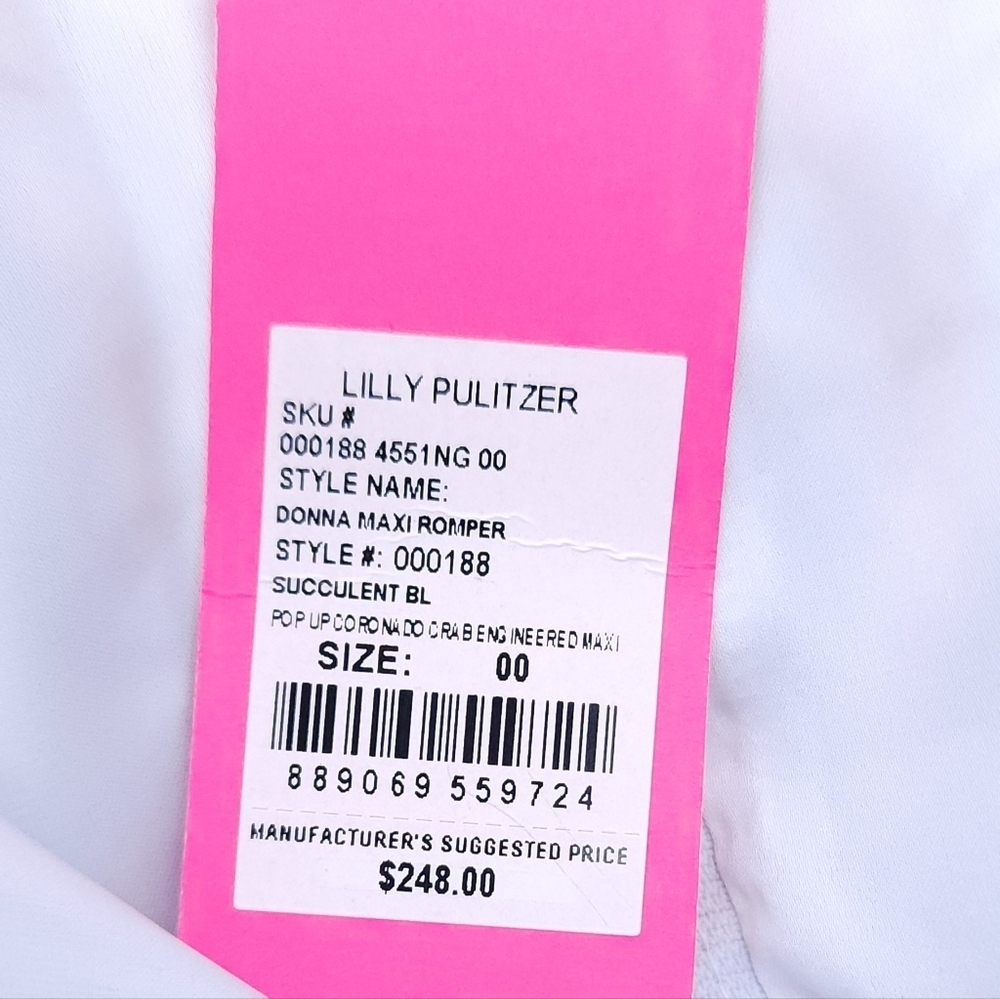 LILLY PULITZER
SKU #
000188 4551NG 00
STYLE NAME:
DONNA MAXI ROMPER
STYLE #: 000188
SUCCULENT BL
POP UP CORONADO CRAB ENGINEERED MAXI
SIZE: 00
889069 559724
MANUFACTURER'S SUGGESTED PRICE
$248.00